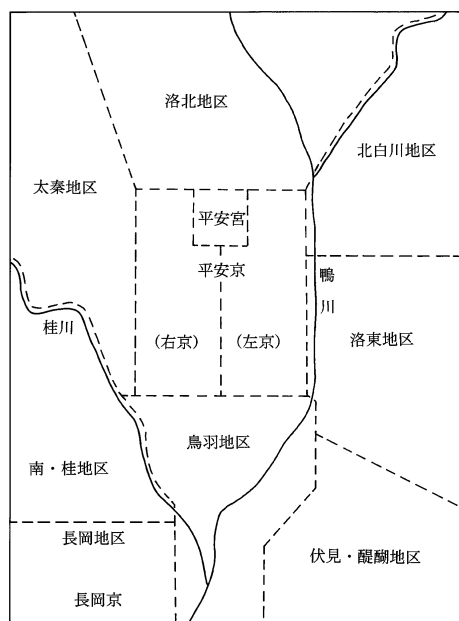 洛北地区
北白川地区
太秦地区
平安宮
平安京
鴨川
桂川
(右京)
(左京)
洛東地区
鳥羽地区
南・桂地区
長岡地区
伏見・醍醐地区
長岡京